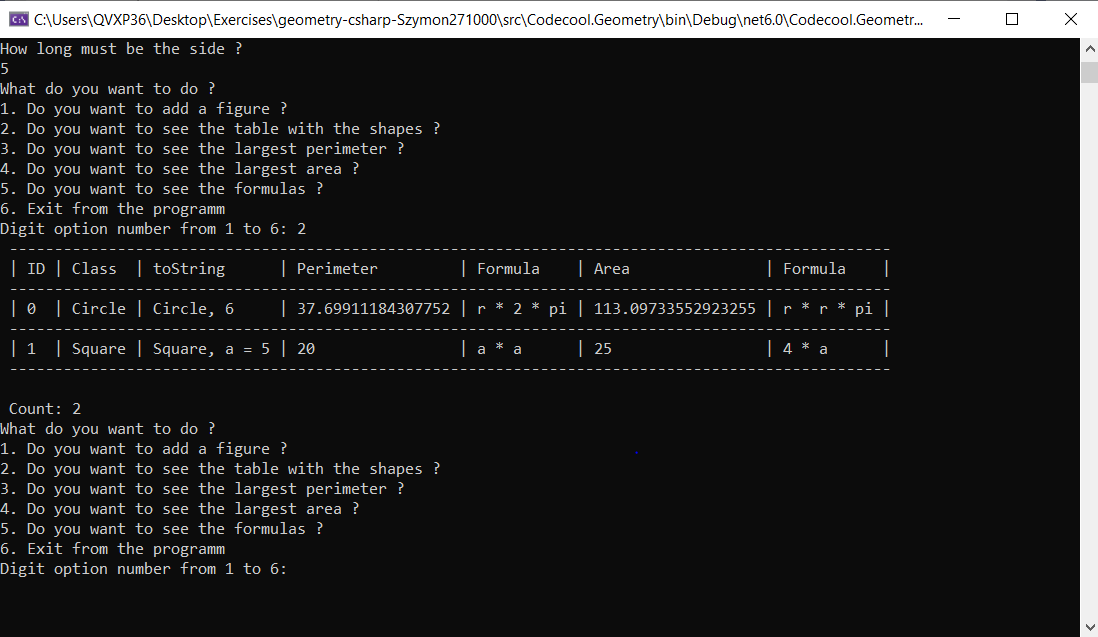 C:\Users\QVXP36\Desktop\Exercises\geometry-csharp-Szymon271000\src\Codecool.Geometry\bin\Debug\net6.0\Codecool.Geometr...
How long must be the side ?
5
What do you want to do ?
1. Do you want to add a figure ?
2. Do you want to see the table with the shapes ?
3. Do you want to see the largest perimeter ?
4. Do you want to see the largest area ?
5. Do you want to see the formulas ?
6. Exit from the programm
Digit option number from 1 to 6: 2
| ID | Class  | toString      | Perimeter         | Formula    | Area               | Formula    |
| 0  | Circle | Circle, 6     | 37.69911184307752 | r * 2 * pi | 113.09733552923255 | r * r * pi |
| 1  | Square | Square, a = 5 | 20                | a * a      | 25                 | 4 * a      |
Count: 2
What do you want to do ?
1. Do you want to add a figure ?
2. Do you want to see the table with the shapes ?
3. Do you want to see the largest perimeter ?
4. Do you want to see the largest area ?
5. Do you want to see the formulas ?
6. Exit from the programm
Digit option number from 1 to 6: